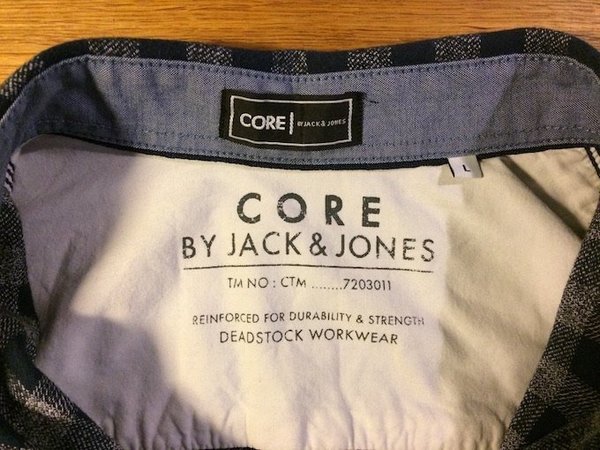 CORE BY JACK & JONES
L
CORE
BY JACK & JONES
TM NO : CTM ........7203011
REINFORCED FOR DURABILITY & STRENGTH
DEADSTOCK WORKWEAR